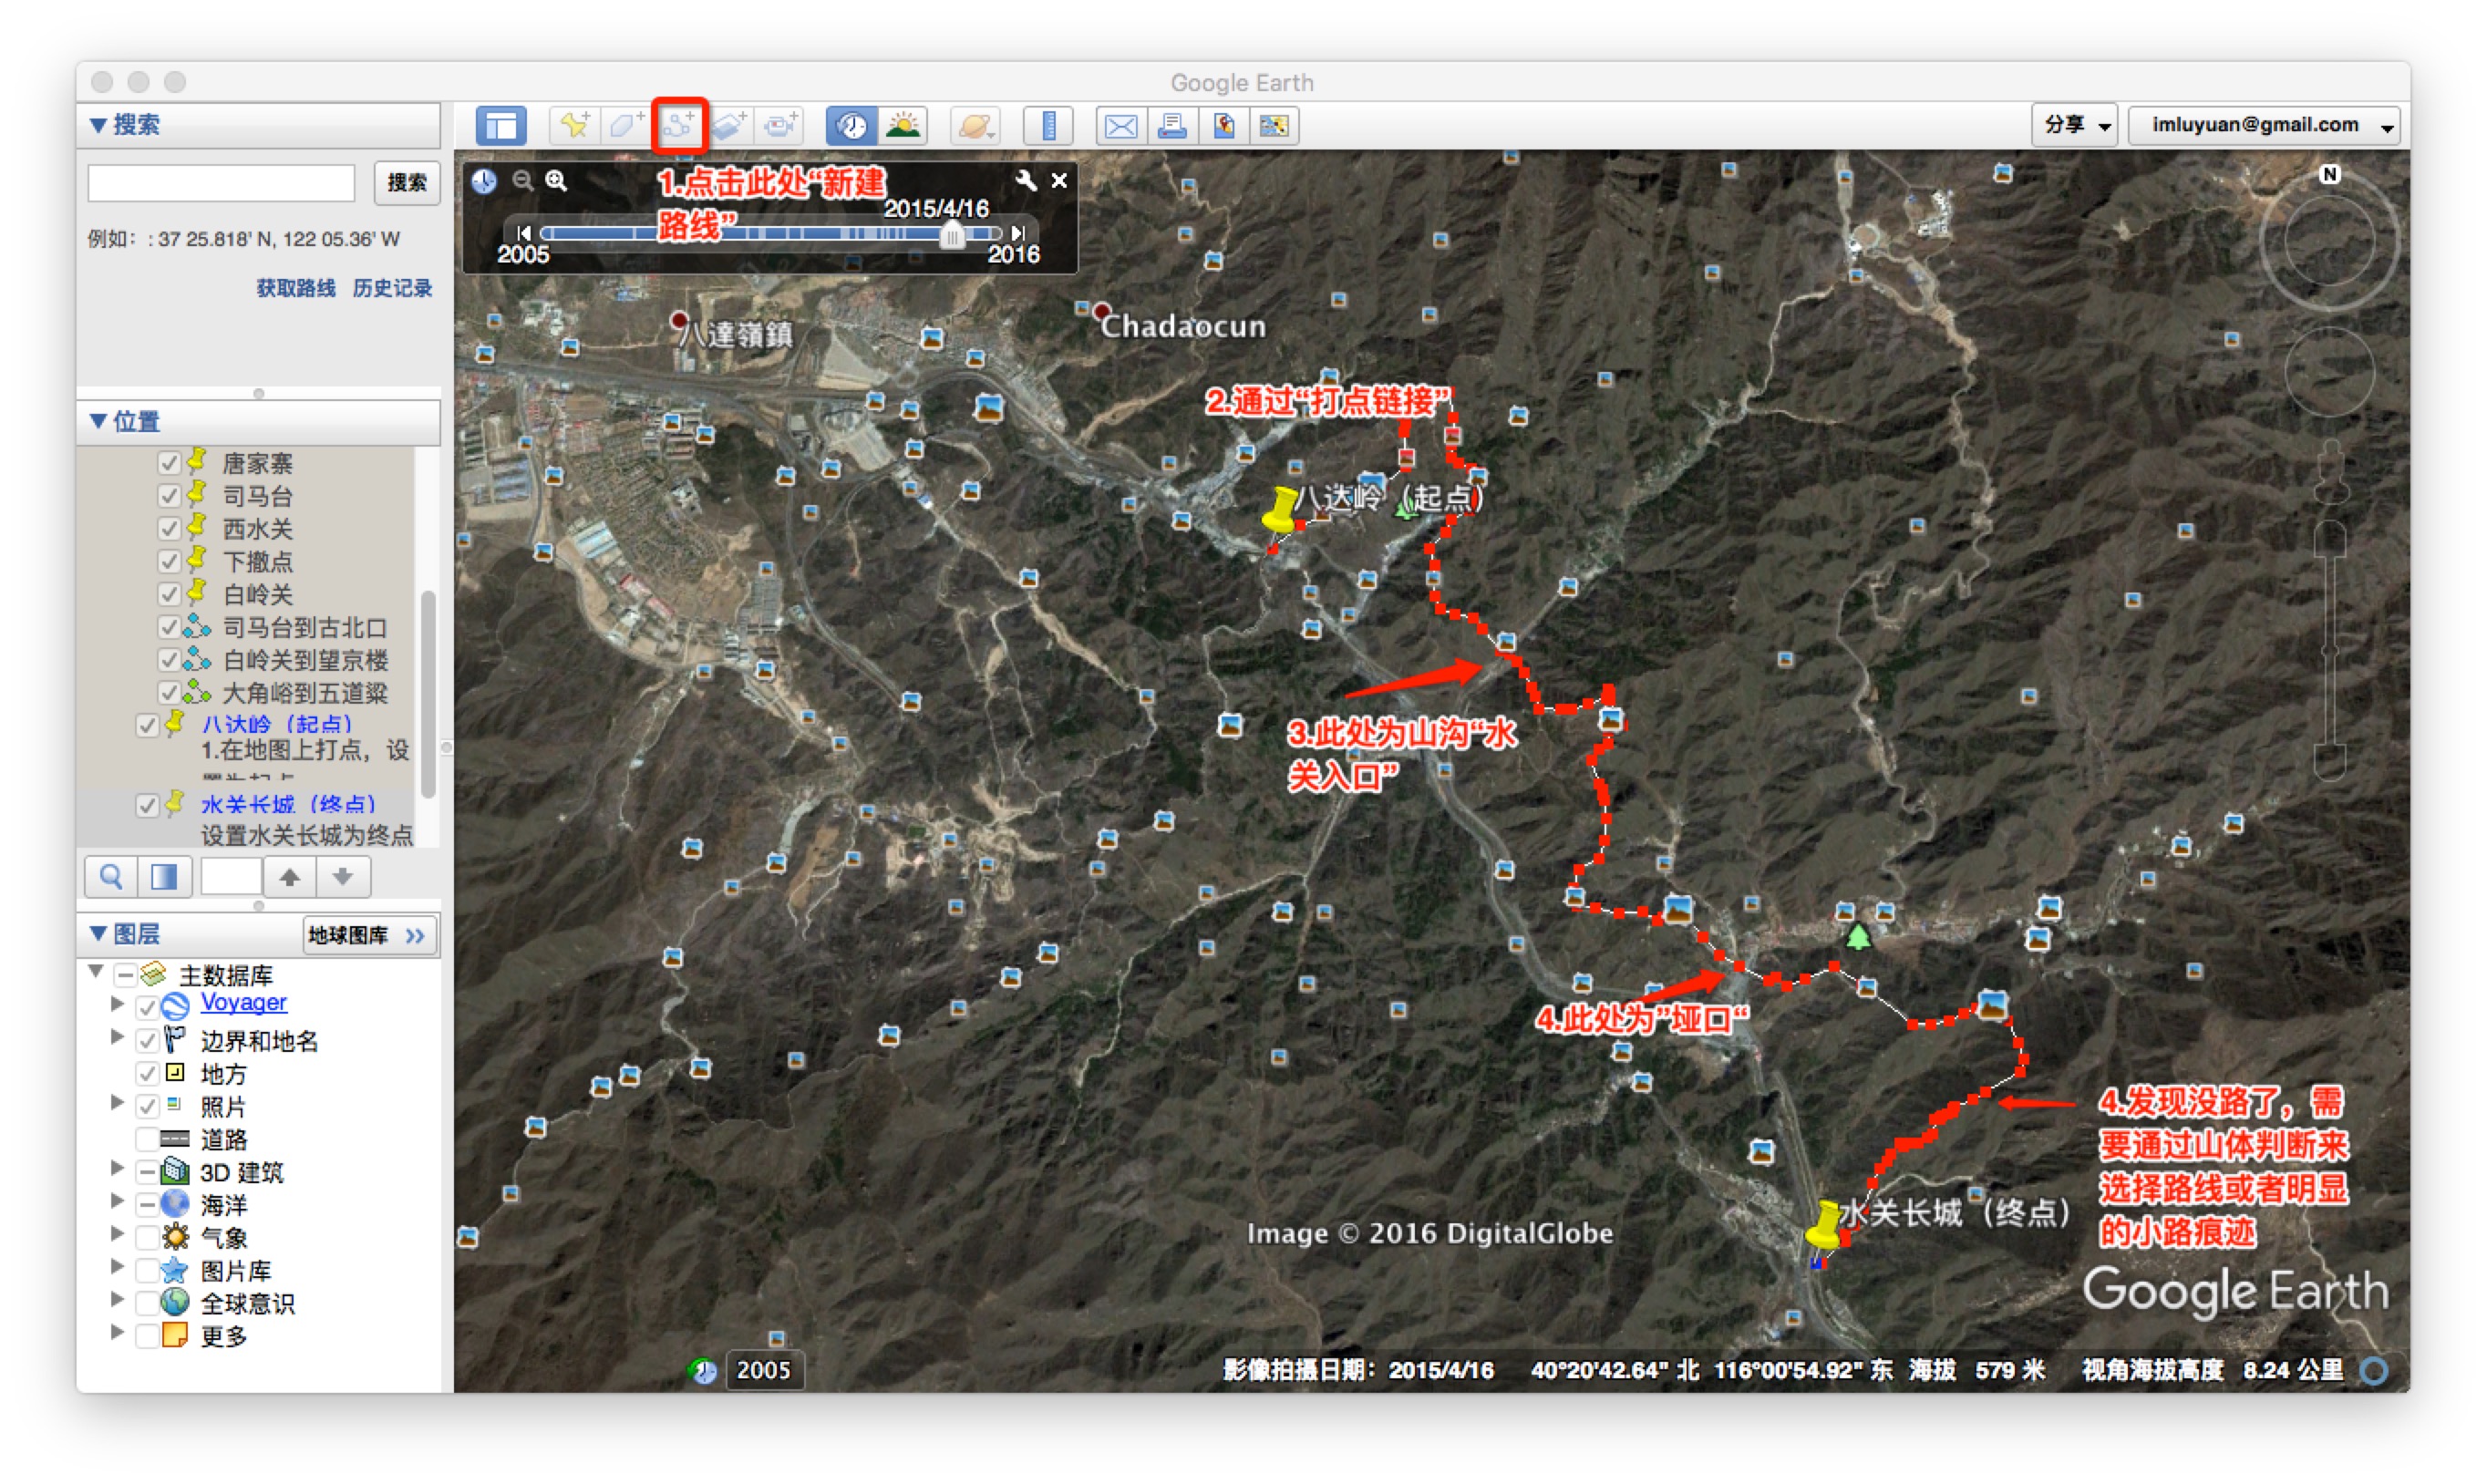 Google Earth
搜索
分享
imluyuan@gmail.com
搜索
例如：: 37 25.818' N, 122 05.36' W
获取路线 历史记录
位置
唐家寨
司马台
西水关
下撤点
白岭关
司马台到古北口
白岭关到望京楼
大角峪到五道梁
八达岭（起点）
1.在地图上打点，设
水关长城（终点）
设置水关长城为终点
图层
地球图库 >>
主数据库
Voyager
边界和地名
地方
照片
道路
3D 建筑
海洋
气象
图片库
全球意识
更多
1.点击此处“新建
路线”
2015/4/16
2005
2016
N
八達嶺鎮
Chadaocun
2.通过“打点链接”
八达岭（起点）
3.此处为山沟“水
关入口”
4.此处为”垭口“
4.发现没路了，需
要通过山体判断来
选择路线或者明显
的小路痕迹
水关长城（终点）
Image © 2016 DigitalGlobe
Google Earth
2005
影像拍摄日期：2015/4/16 40°20'42.64" 北 116°00'54.92" 东 海拔 579 米 视角海拔高度 8.24 公里